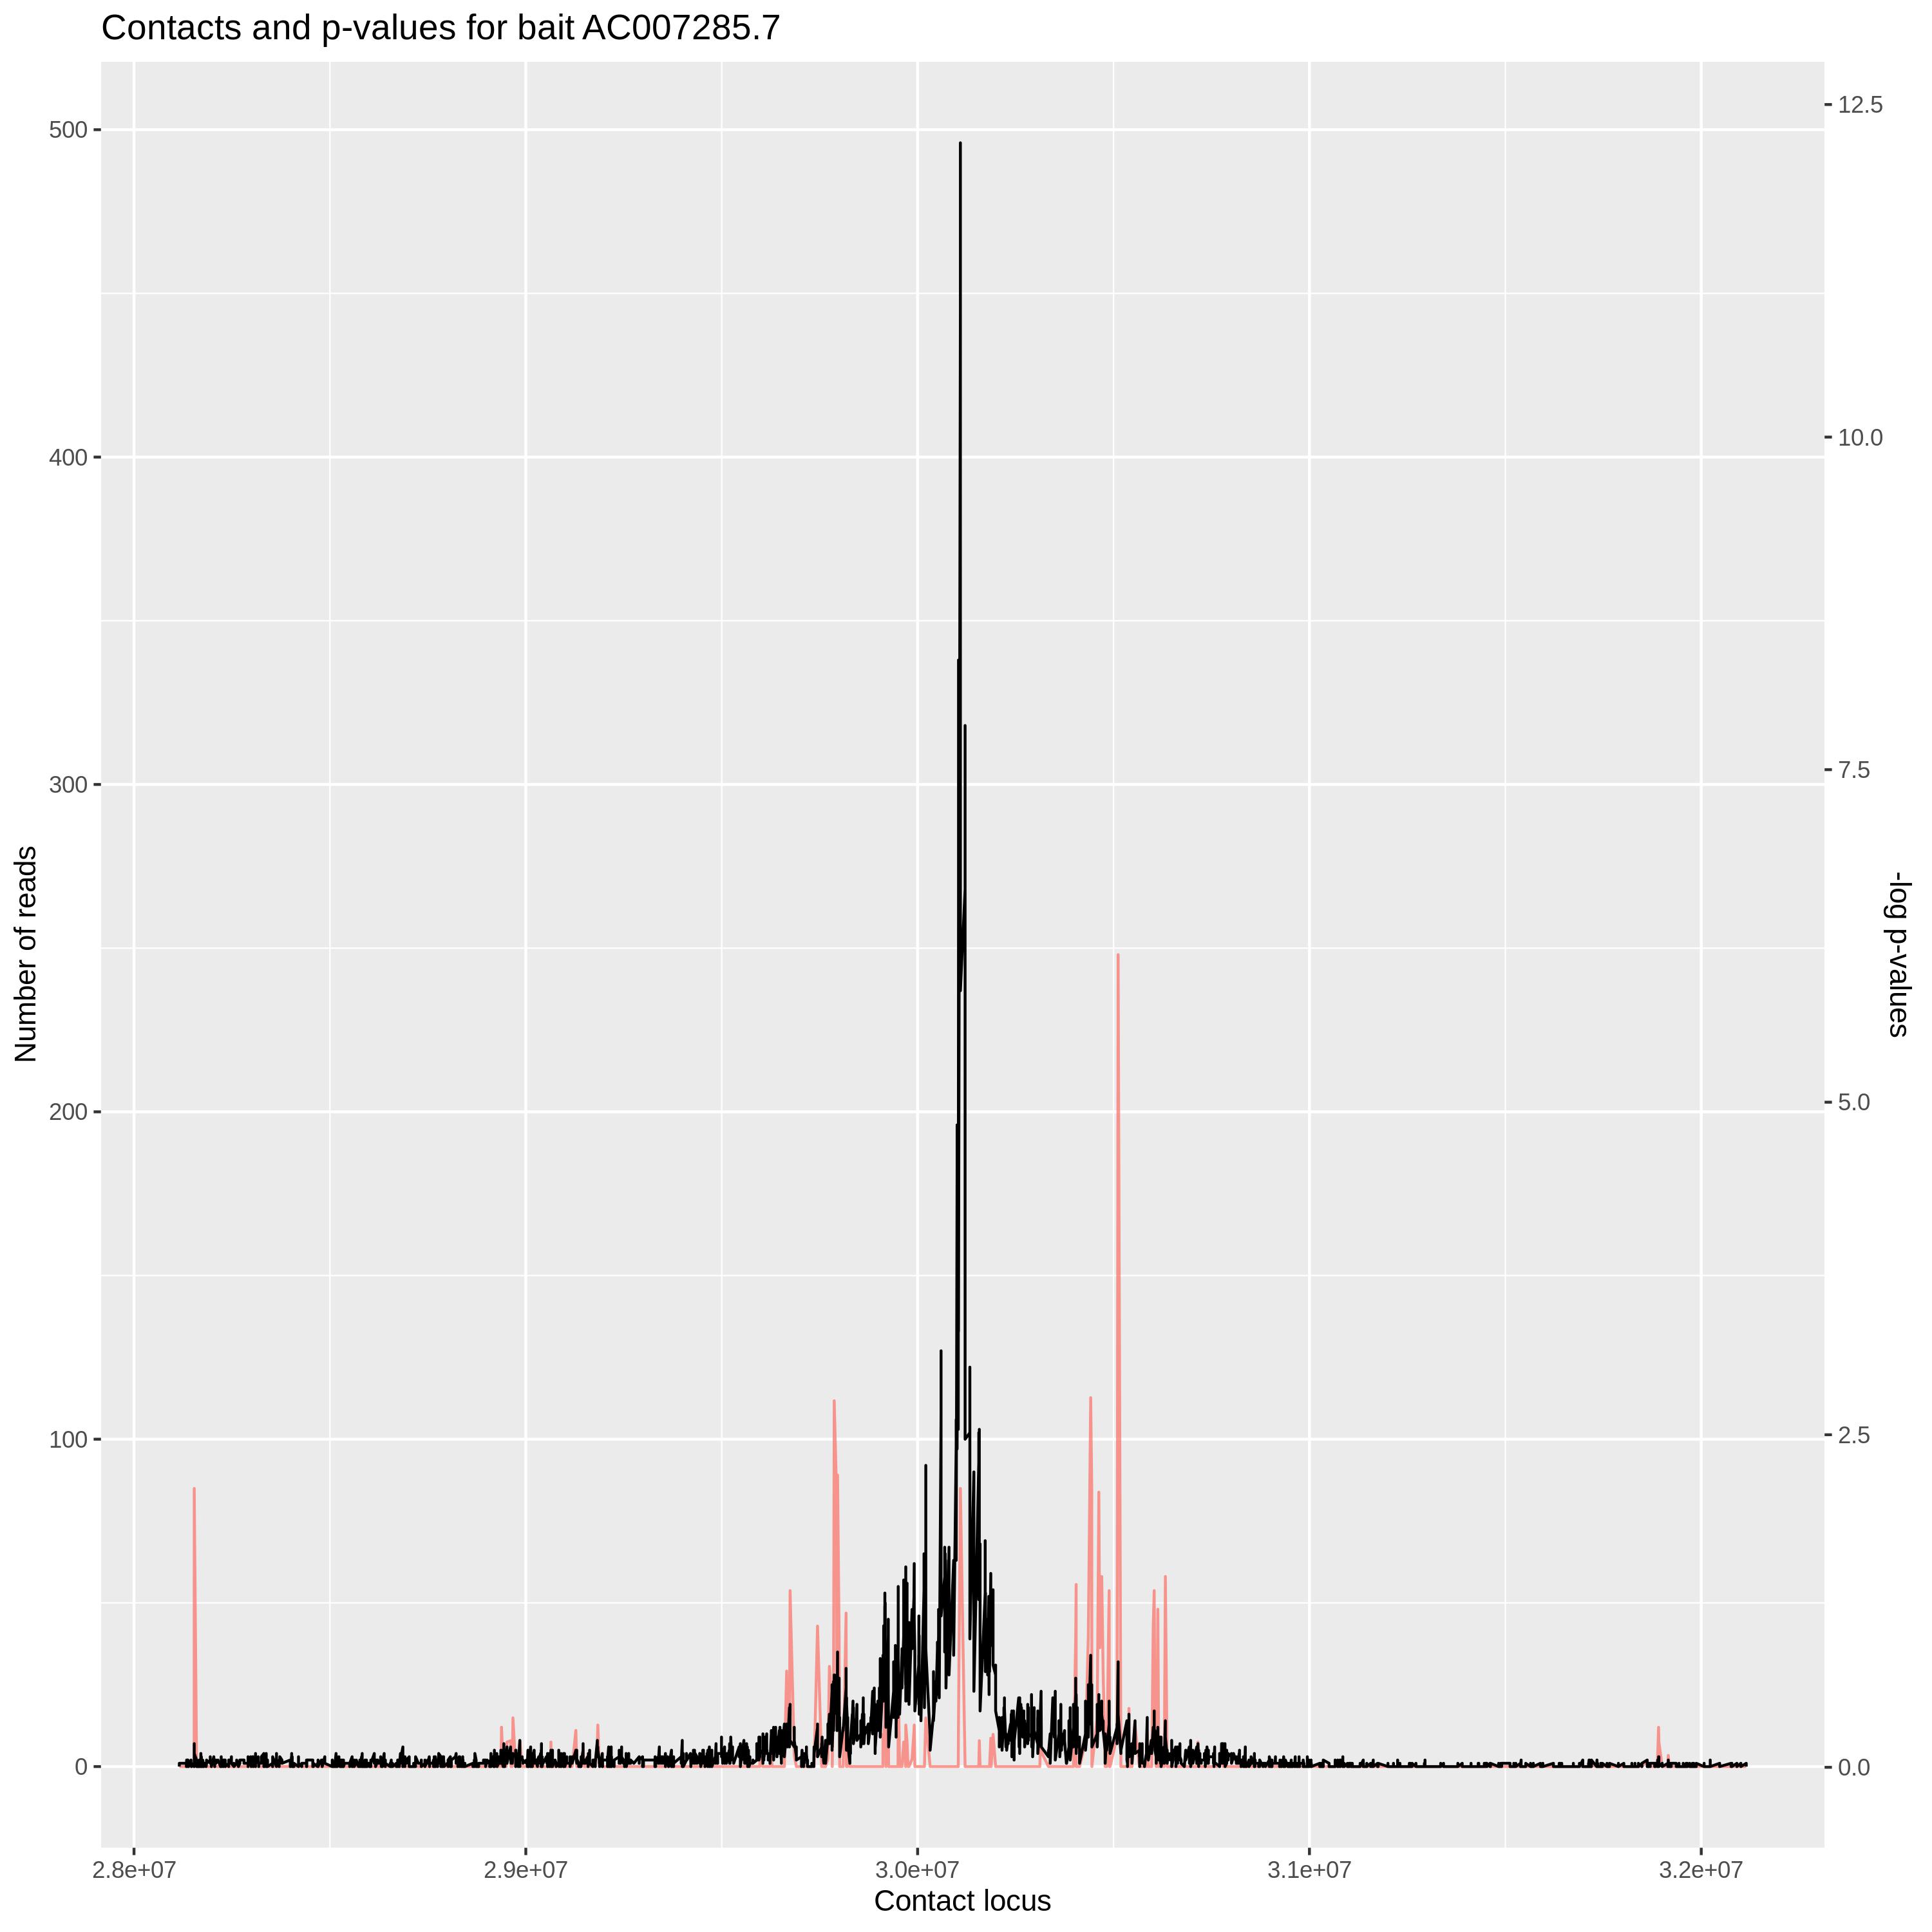 Contacts and p-values for bait AC007285.7
500
400
300
200
100
0
Number of reads
12.5
10.0
7.5
5.0
2.5
0.0
-log p-values
2.8e+07 2.9e+07 3.0e+07 3.1e+07 3.2e+07
Contact locus